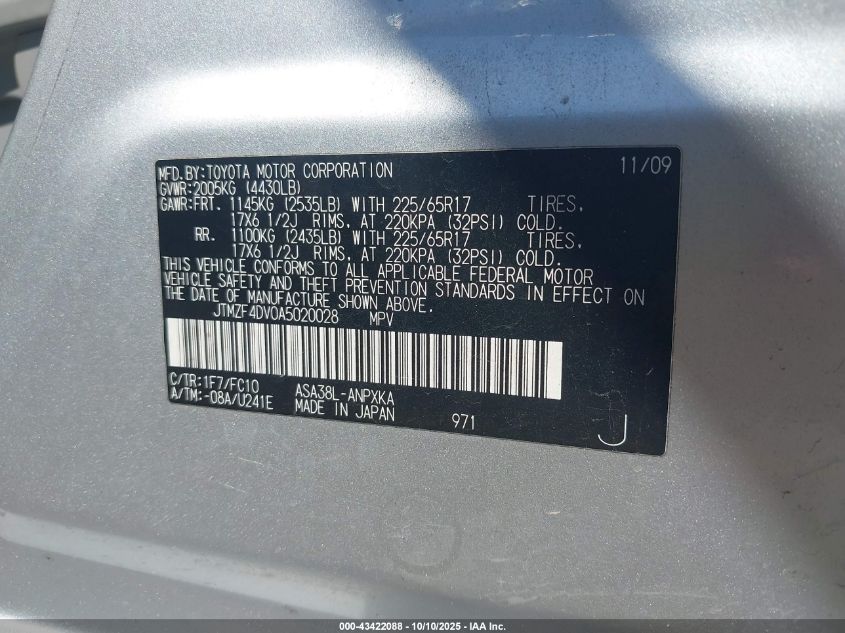 MFD.BY:TOYOTA MOTOR CORPORATION 11/09
GVWR:2005KG (4430LB)
GAWR:FRT. 1145KG (2535LB) WITH 225/65R17 TIRES,
17X6 1/2J RIMS, AT 220KPA (32PSI) COLD.
RR. 1100KG (2435LB) WITH 225/65R17 TIRES,
17X6 1/2J RIMS, AT 220KPA (32PSI) COLD.
THIS VEHICLE CONFORMS TO ALL APPLICABLE FEDERAL MOTOR
VEHICLE SAFETY AND THEFT PREVENTION STANDARDS IN EFFECT ON
THE DATE OF MANUFACTURE SHOWN ABOVE.
JTMZF4DV0A5020028 MPV
C/TR:1F7/FC10 ASA38L-ANPXKA
A/TM:-08A/U241E MADE IN JAPAN 971 J
000-43422088 - 10/10/2025 - IAA Inc.